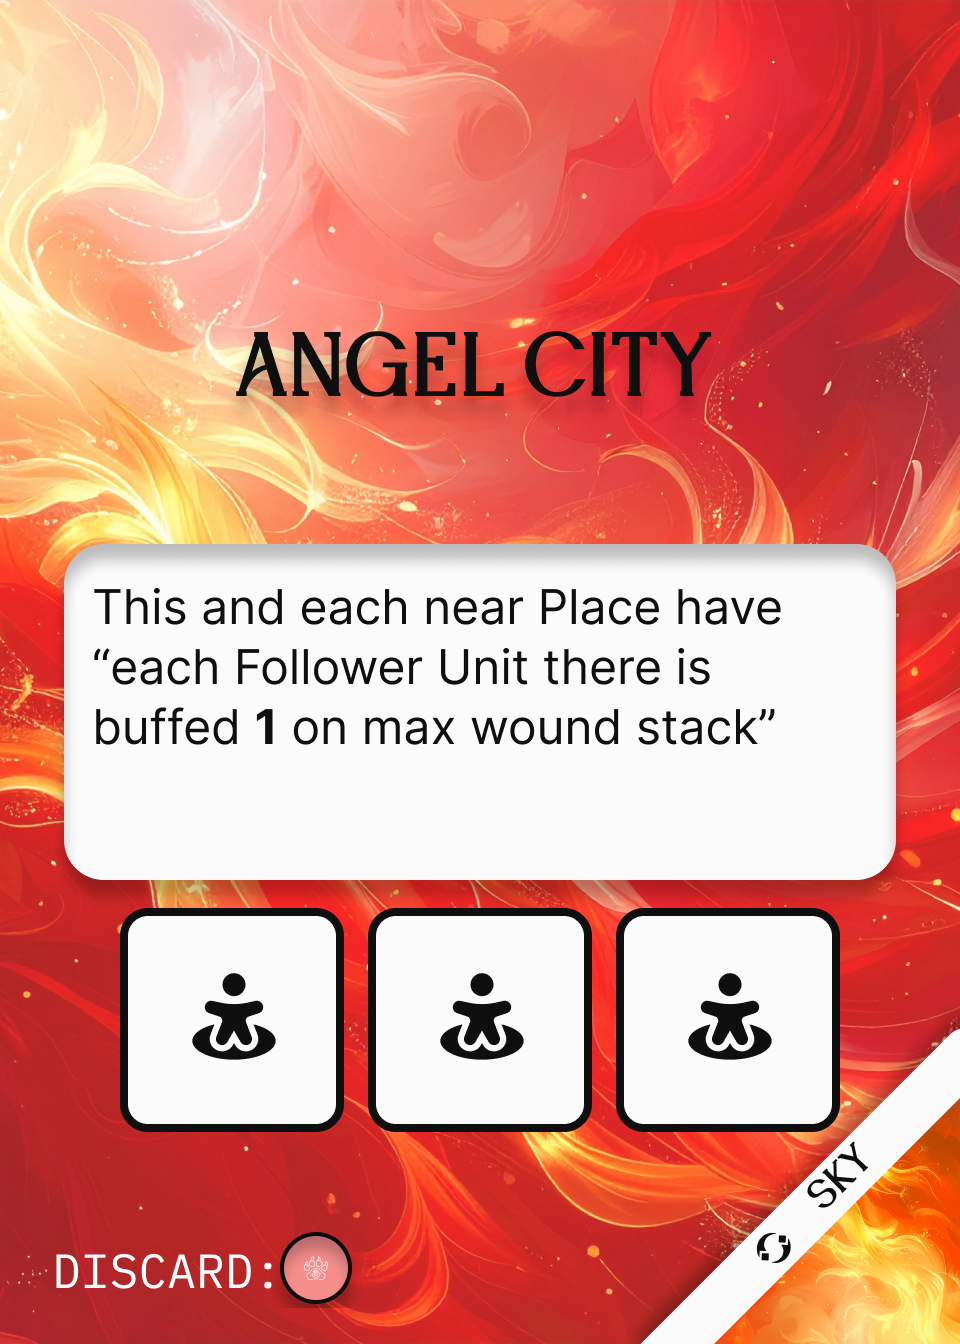 ANGEL CITY
This and each near Place have
“each Follower Unit there is
buffed 1 on max wound stack”
SKY
DISCARD: